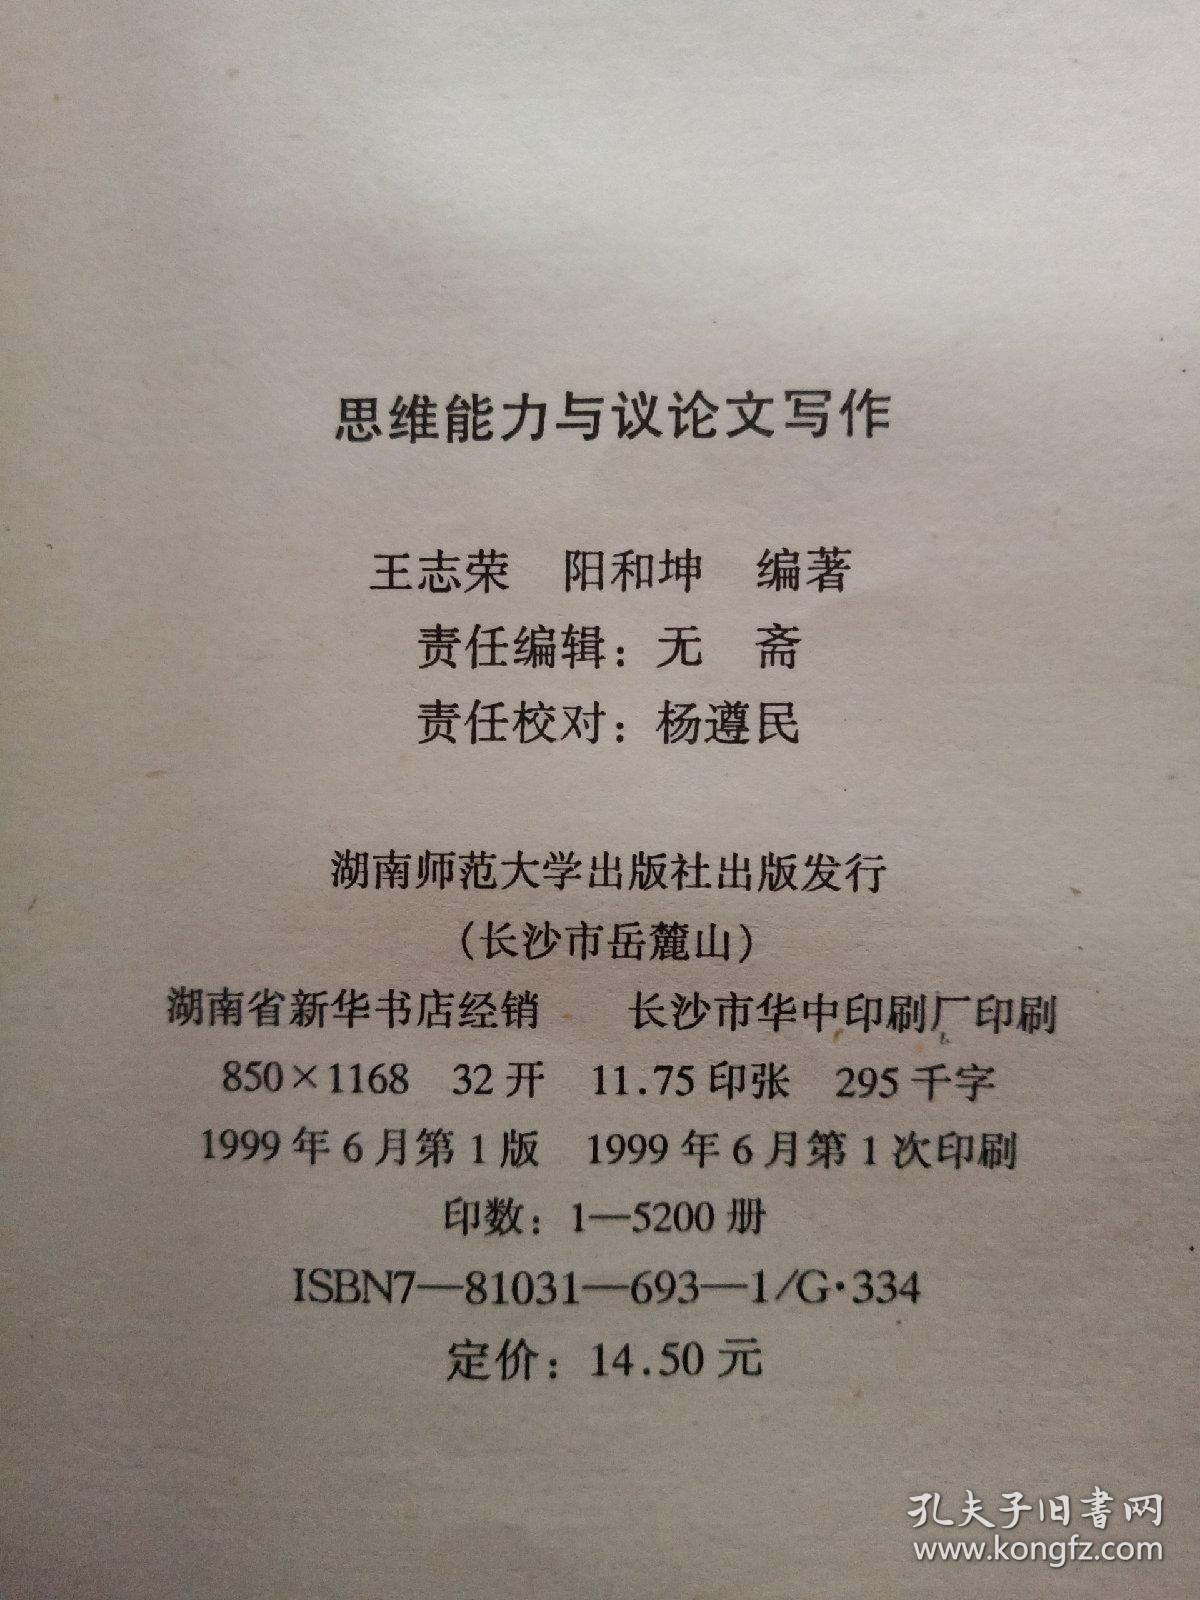 思维能力与议论文写作
王志荣 阳和坤 编著
责任编辑：无 斋
责任校对：杨遵民
湖南师范大学出版社出版发行
（长沙市岳麓山）
湖南省新华书店经销 长沙市华中印刷厂印刷
850×1168 32开 11.75印张 295千字
1999年6月第1版 1999年6月第1次印刷
印数：1—5200册
ISBN7—81031—693—1/G·334
定价：14.50元
孔夫子旧书网
www.kongfz.com